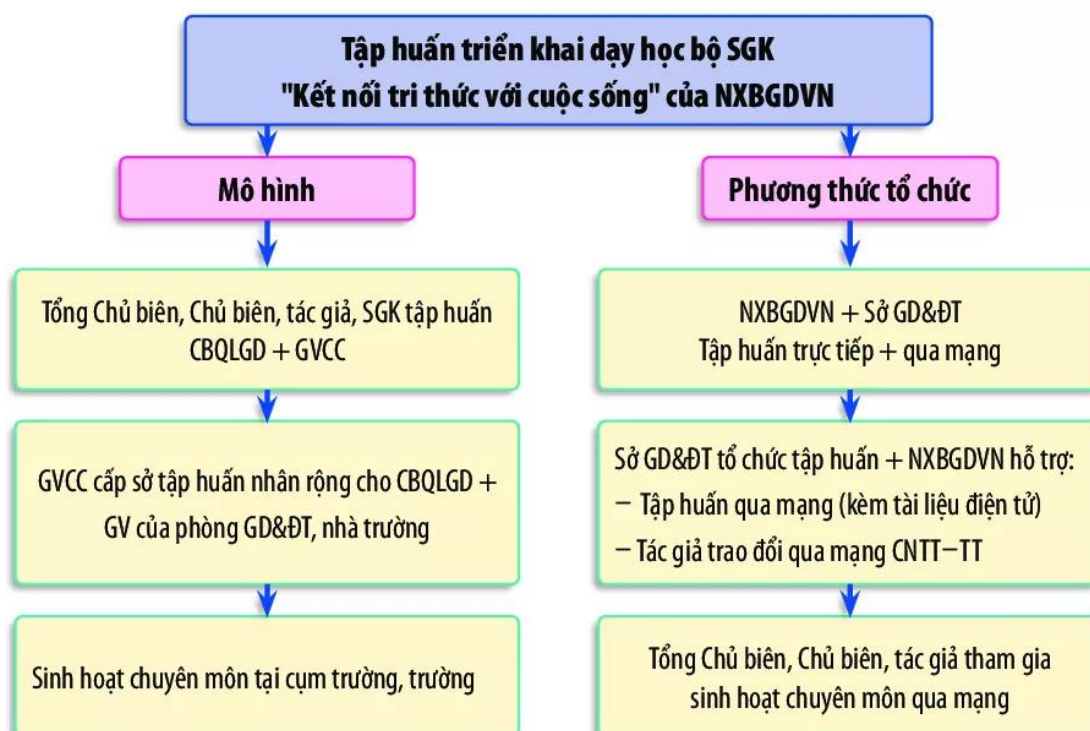 Tập huấn triển khai dạy học bộ SGK
"Kết nối tri thức với cuộc sống" của NXBGDVN
Mô hình
Phương thức tổ chức
Tổng Chủ biên, Chủ biên, tác giả, SGK tập huấn
CBQLGD + GVCC
NXBGDVN + Sở GD&ĐT
Tập huấn trực tiếp + qua mạng
GVCC cấp sở tập huấn nhân rộng cho CBQLGD +
GV của phòng GD&ĐT, nhà trường
Sở GD&ĐT tổ chức tập huấn + NXBGDVN hỗ trợ:
– Tập huấn qua mạng (kèm tài liệu điện tử)
– Tác giả trao đổi qua mạng CNTT–TT
Sinh hoạt chuyên môn tại cụm trường, trường
Tổng Chủ biên, Chủ biên, tác giả tham gia
sinh hoạt chuyên môn qua mạng